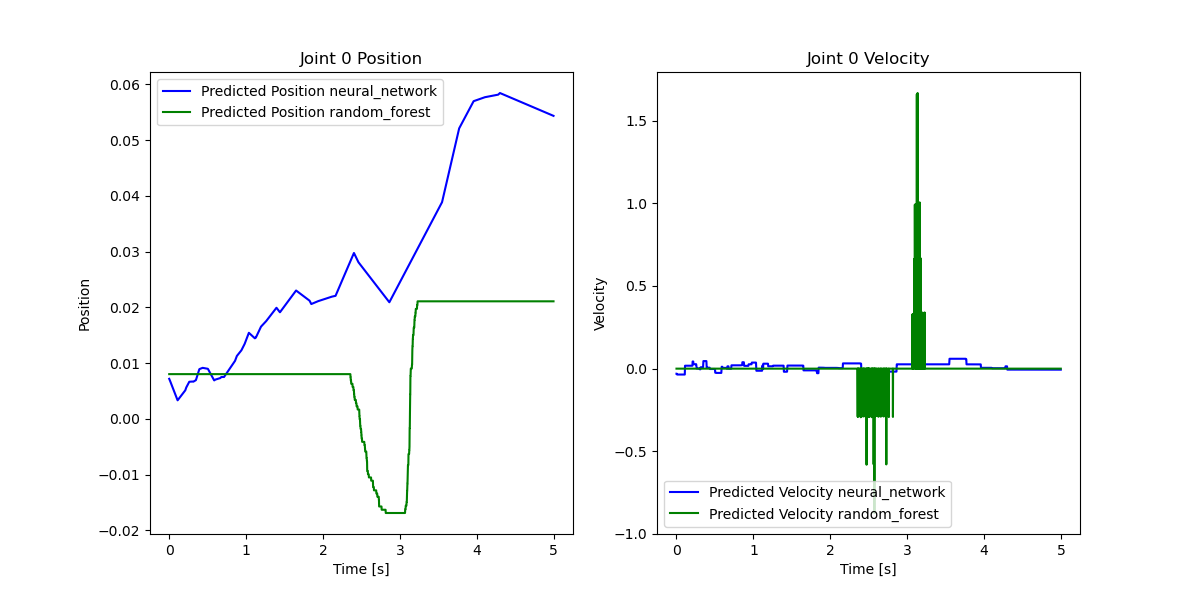 Joint 0 Position
Predicted Position neural_network
Predicted Position random_forest
0.06
0.05
0.04
0.03
0.02
0.01
0.00
−0.01
−0.02
Position
0 1 2 3 4 5
Time [s]
Joint 0 Velocity
1.5
1.0
0.5
0.0
−0.5
−1.0
Velocity
Predicted Velocity neural_network
Predicted Velocity random_forest
0 1 2 3 4 5
Time [s]